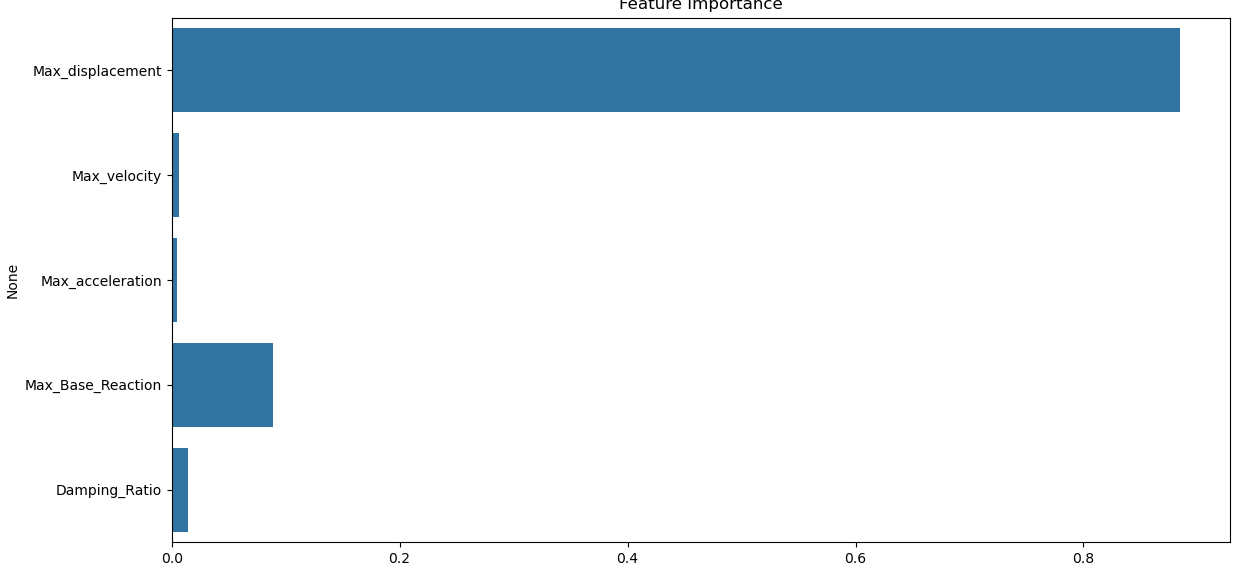 Feature Importance
Max_displacement
Max_velocity
Max_acceleration
Max_Base_Reaction
Damping_Ratio
None
0.0 0.2 0.4 0.6 0.8